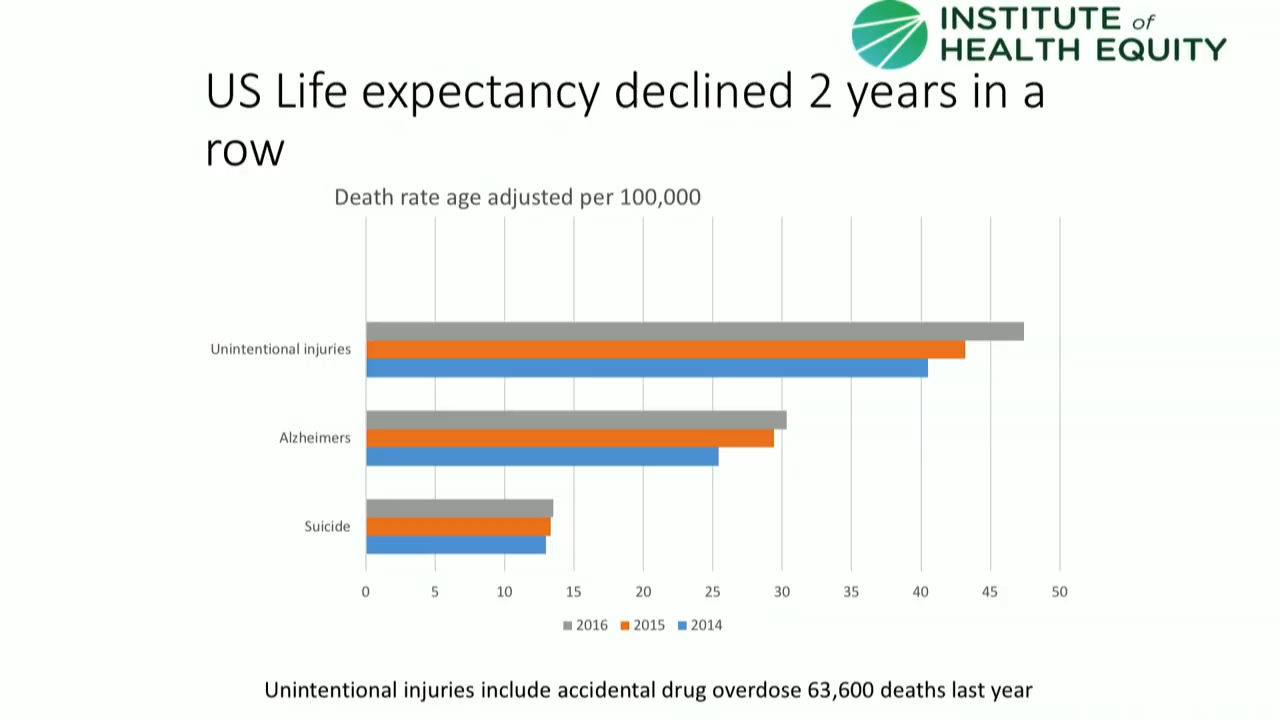 INSTITUTE of
HEALTH EQUITY
US Life expectancy declined 2 years in a
row
Death rate age adjusted per 100,000
Unintentional injuries
Alzheimers
Suicide
0 5 10 15 20 25 30 35 40 45 50
2016 2015 2014
Unintentional injuries include accidental drug overdose 63,600 deaths last year